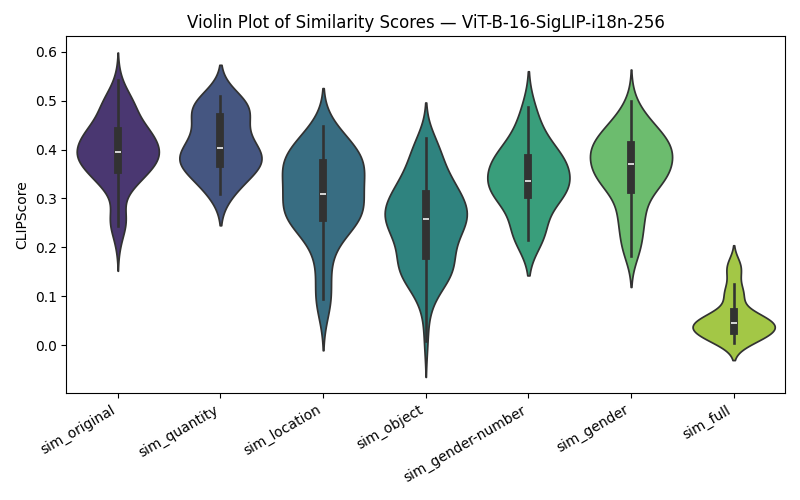 Violin Plot of Similarity Scores — ViT-B-16-SigLIP-i18n-256
CLIPScore
0.6
0.5
0.4
0.3
0.2
0.1
0.0
sim_original
sim_quantity
sim_location
sim_object
sim_gender-number
sim_gender
sim_full